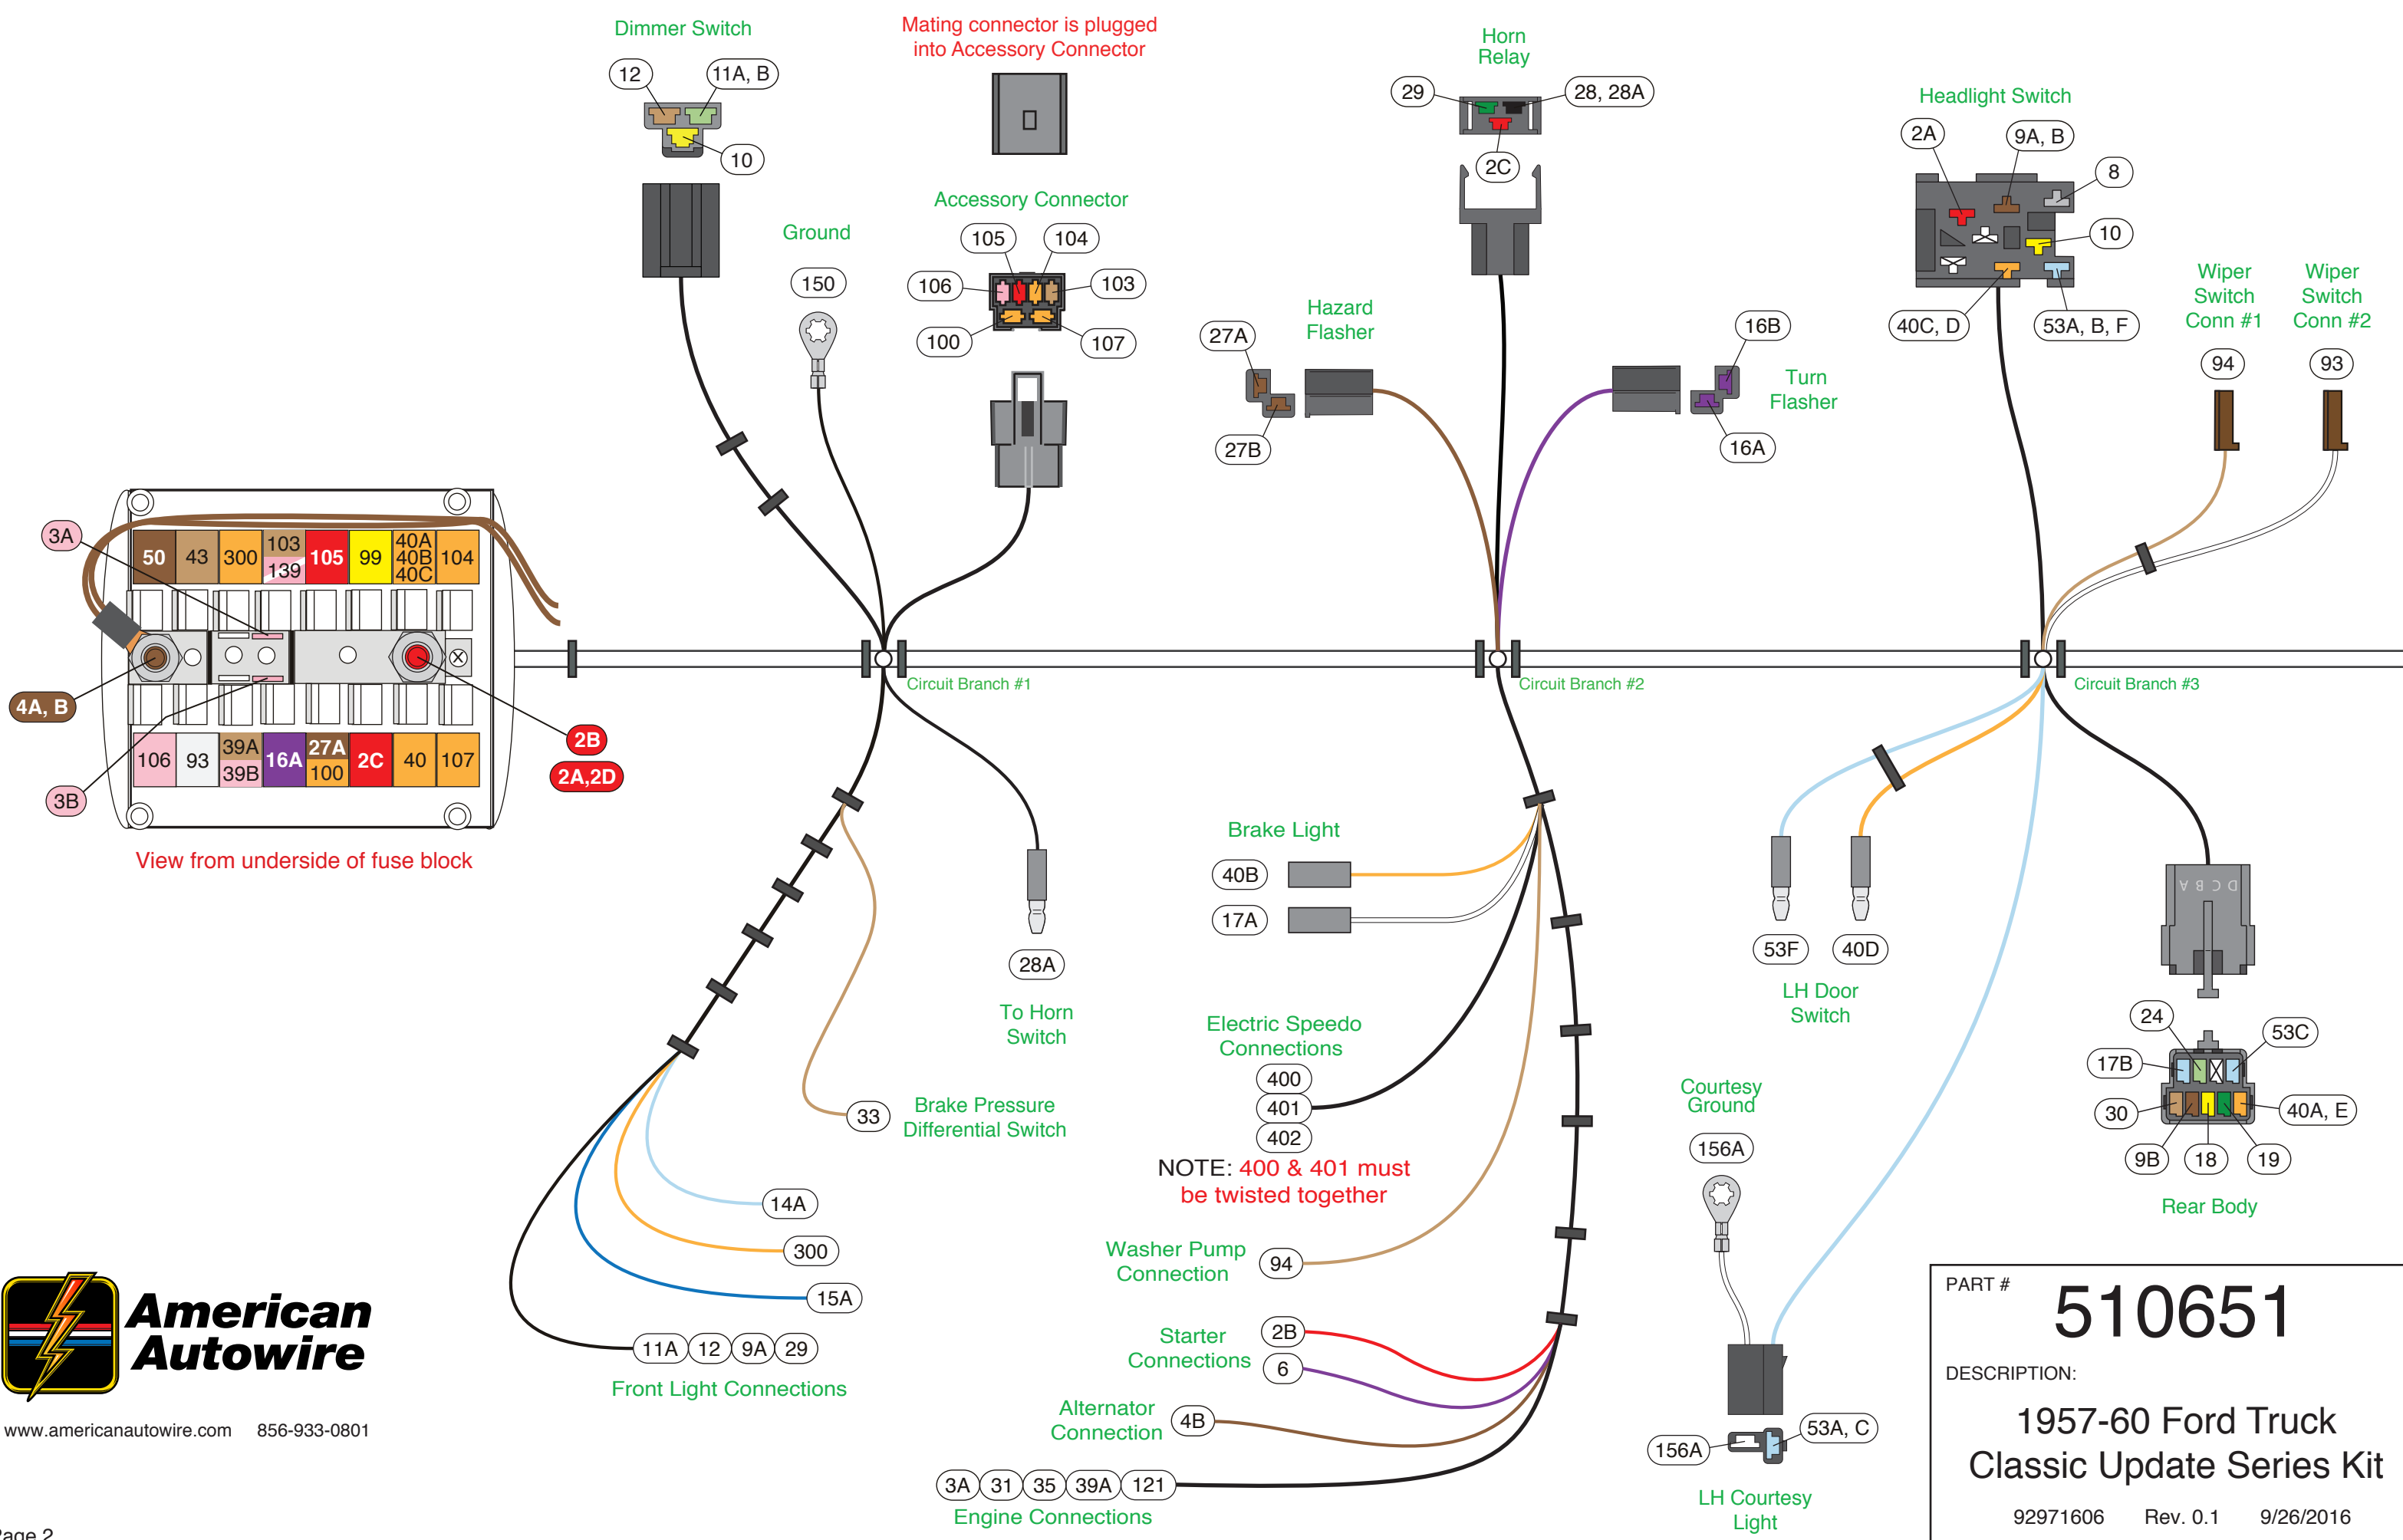 Dimmer Switch
12
11A, B
10
Mating connector is plugged
into Accessory Connector
Ground
150
Accessory Connector
105
104
106
103
100
107
Horn
Relay
29
28, 28A
2C
Hazard
Flasher
27A
27B
16B
Turn
Flasher
16A
Headlight Switch
2A
9A, B
8
10
40C, D
53A, B, F
Wiper
Switch
Conn #1
94
Wiper
Switch
Conn #2
93
3A
50 43 300 103 139 105 99 40A 40B 40C 104
4A, B
106 93 39A 39B 16A 27A 100 2C 40 107
3B
2B
2A,2D
View from underside of fuse block
Circuit Branch #1
Circuit Branch #2
Circuit Branch #3
28A
To Horn
Switch
33
Brake Pressure
Differential Switch
14A
300
15A
11A 12 9A 29
Front Light Connections
Brake Light
40B
17A
Electric Speedo
Connections
400
401
402
NOTE: 400 & 401 must
be twisted together
Washer Pump
Connection
94
Starter
Connections
2B
6
Alternator
Connection
4B
3A 31 35 39A 121
Engine Connections
53F
40D
LH Door
Switch
Courtesy
Ground
156A
156A
53A, C
LH Courtesy
Light
D C B A
24
53C
17B
30
40A, E
9B
18
19
Rear Body
American
Autowire
www.americanautowire.com 856-933-0801
PART #
510651
DESCRIPTION:
1957-60 Ford Truck
Classic Update Series Kit
92971606 Rev. 0.1 9/26/2016
Page 2